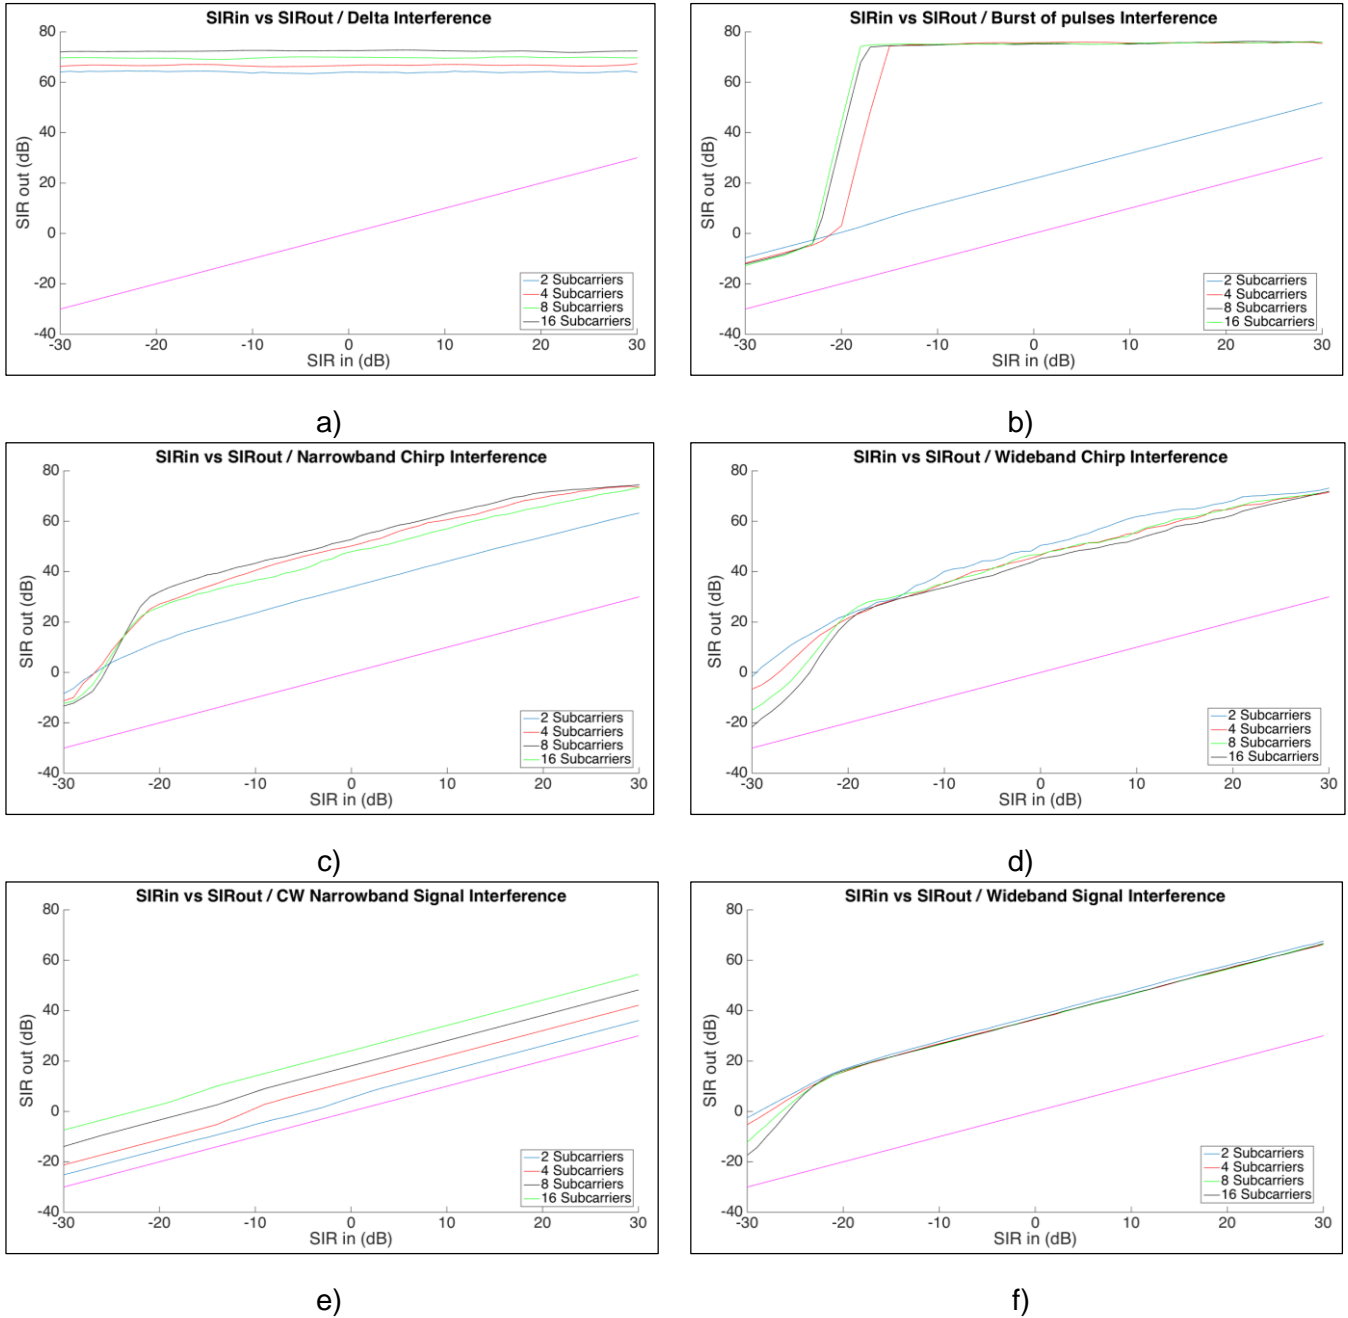 SIRin vs SIRout / Delta Interference
80
60
40
20
0
-20
-40
SIR out (dB)
-30
-20
-10
0
10
20
30
SIR in (dB)
2 Subcarriers
4 Subcarriers
8 Subcarriers
16 Subcarriers
a)
SIRin vs SIRout / Burst of pulses Interference
80
60
40
20
0
-20
-40
SIR out (dB)
-30
-20
-10
0
10
20
30
SIR in (dB)
2 Subcarriers
4 Subcarriers
8 Subcarriers
16 Subcarriers
b)
SIRin vs SIRout / Narrowband Chirp Interference
80
60
40
20
0
-20
-40
SIR out (dB)
-30
-20
-10
0
10
20
30
SIR in (dB)
2 Subcarriers
4 Subcarriers
8 Subcarriers
16 Subcarriers
c)
SIRin vs SIRout / Wideband Chirp Interference
80
60
40
20
0
-20
-40
SIR out (dB)
-30
-20
-10
0
10
20
30
SIR in (dB)
2 Subcarriers
4 Subcarriers
8 Subcarriers
16 Subcarriers
d)
SIRin vs SIRout / CW Narrowband Signal Interference
80
60
40
20
0
-20
-40
SIR out (dB)
-30
-20
-10
0
10
20
30
SIR in (dB)
2 Subcarriers
4 Subcarriers
8 Subcarriers
16 Subcarriers
e)
SIRin vs SIRout / Wideband Signal Interference
80
60
40
20
0
-20
-40
SIR out (dB)
-30
-20
-10
0
10
20
30
SIR in (dB)
2 Subcarriers
4 Subcarriers
8 Subcarriers
16 Subcarriers
f)